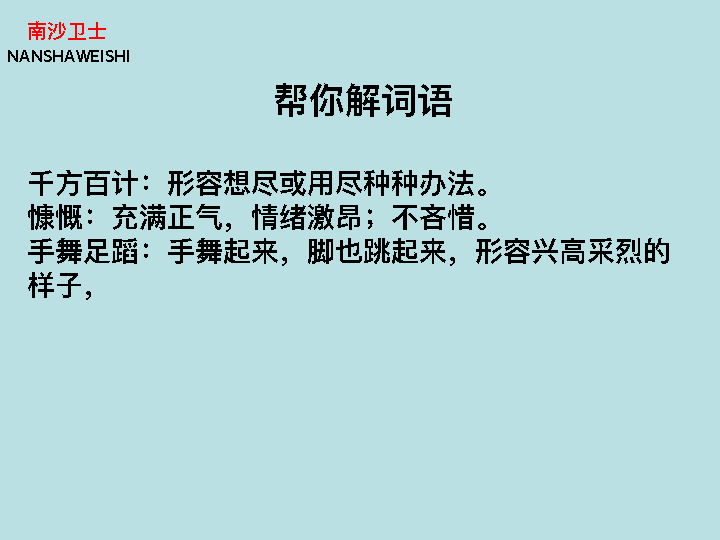 南沙卫士
NANSHAWEISHI
帮你解词语
千方百计：形容想尽或用尽种种办法。
慷慨：充满正气，情绪激昂；不吝惜。
手舞足蹈：手舞起来，脚也跳起来，形容兴高采烈的
样子，